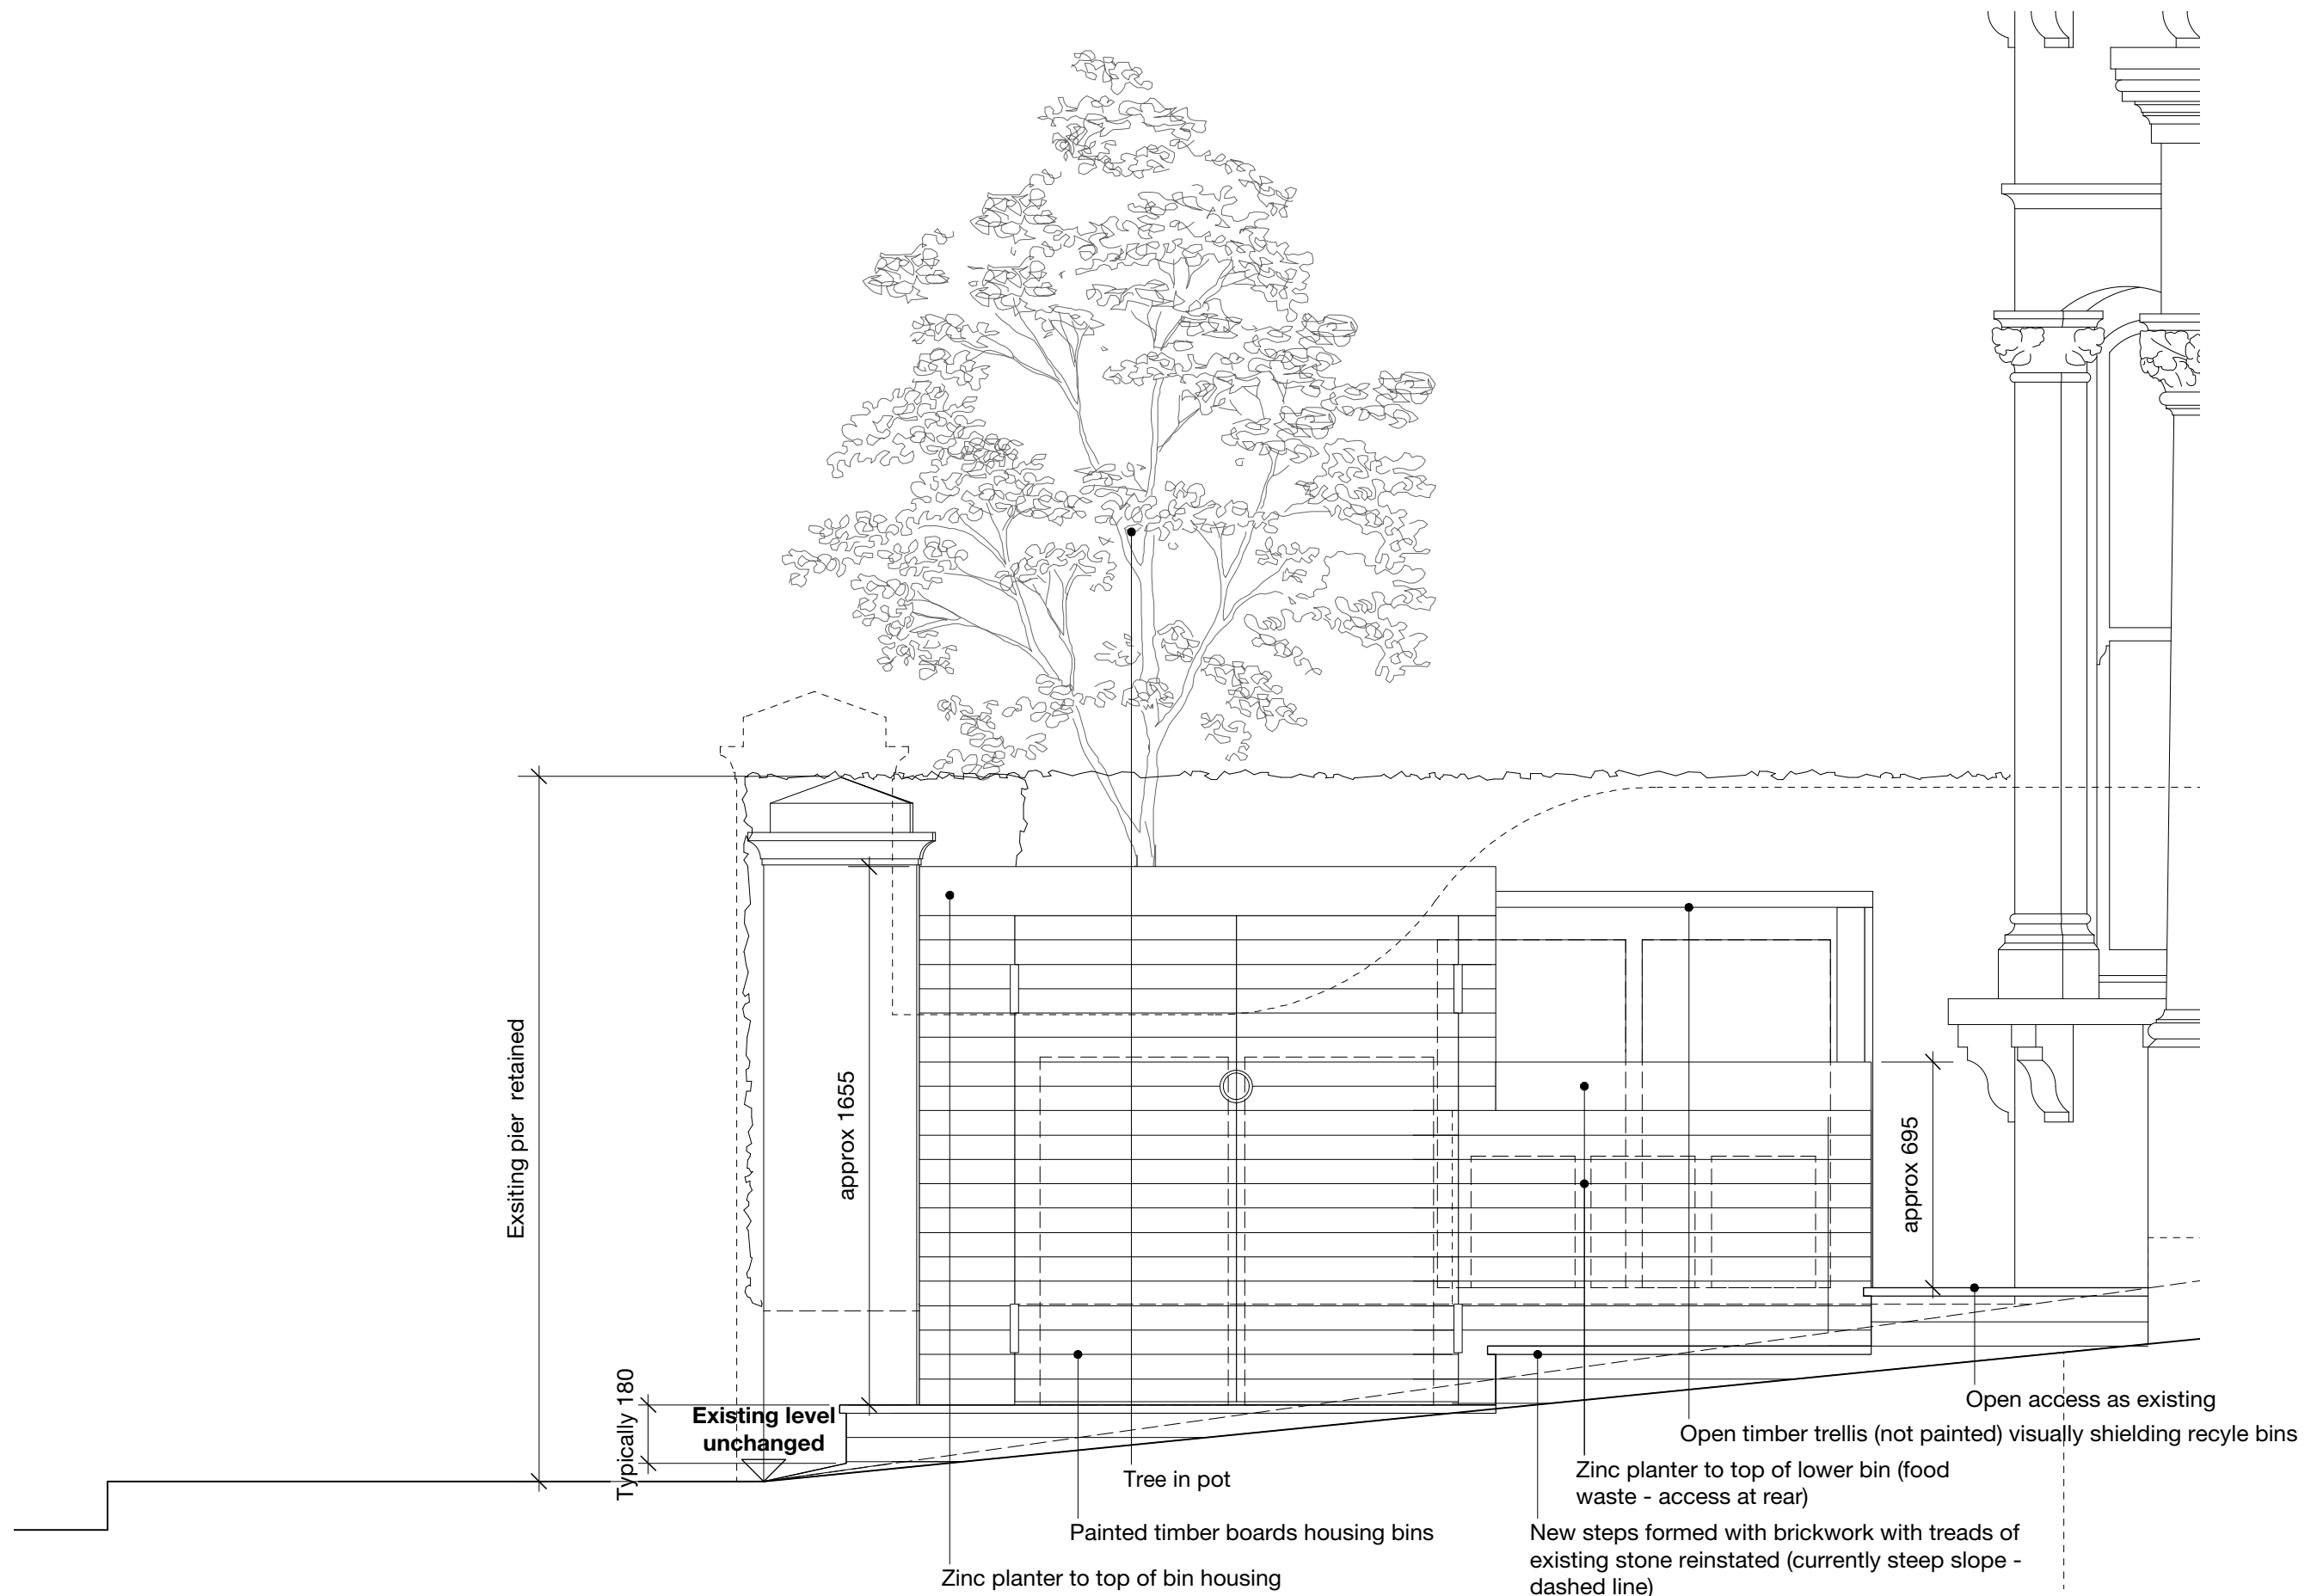 Exsiting pier  retained
approx 1655
approx 695
Typically 180
Existing level
unchanged
Open access as existing
Open timber trellis (not painted) visually shielding recyle bins
Zinc planter to top of lower bin (food
waste - access at rear)
Tree in pot
Painted timber boards housing bins
New steps formed with brickwork with treads of
existing stone reinstated (currently steep slope -
dashed line)
Zinc planter to top of bin housing